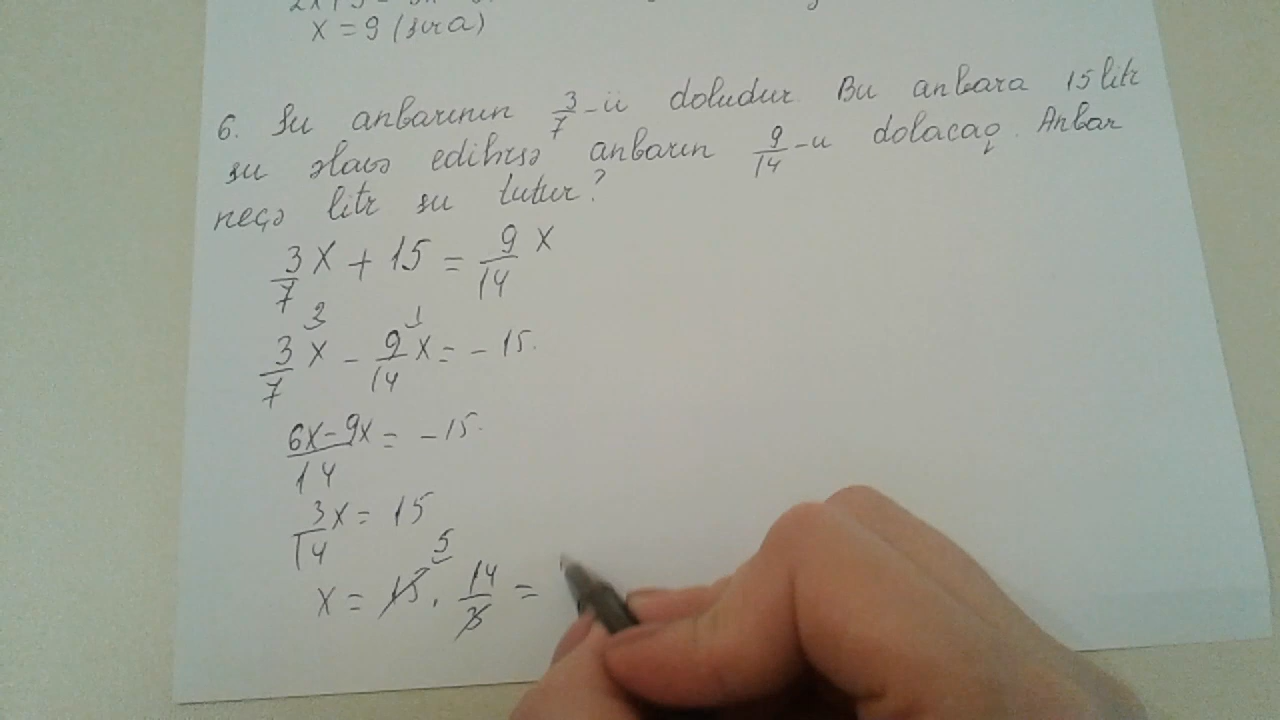 x = 9 (sıra)
6. Su anbarının 3/7-ü doludur. Bu anbara 15 litr
su əlavə edilirsə anbarın 9/14-u dolacaq. Anbar
neçə litr su tutur?
3/7 x + 15 = 9/14 x
3/7 x - 9/14 x = -15.
(6x - 9x)/14 = -15.
3/14 x = 15
x = 15 . 14/3 =